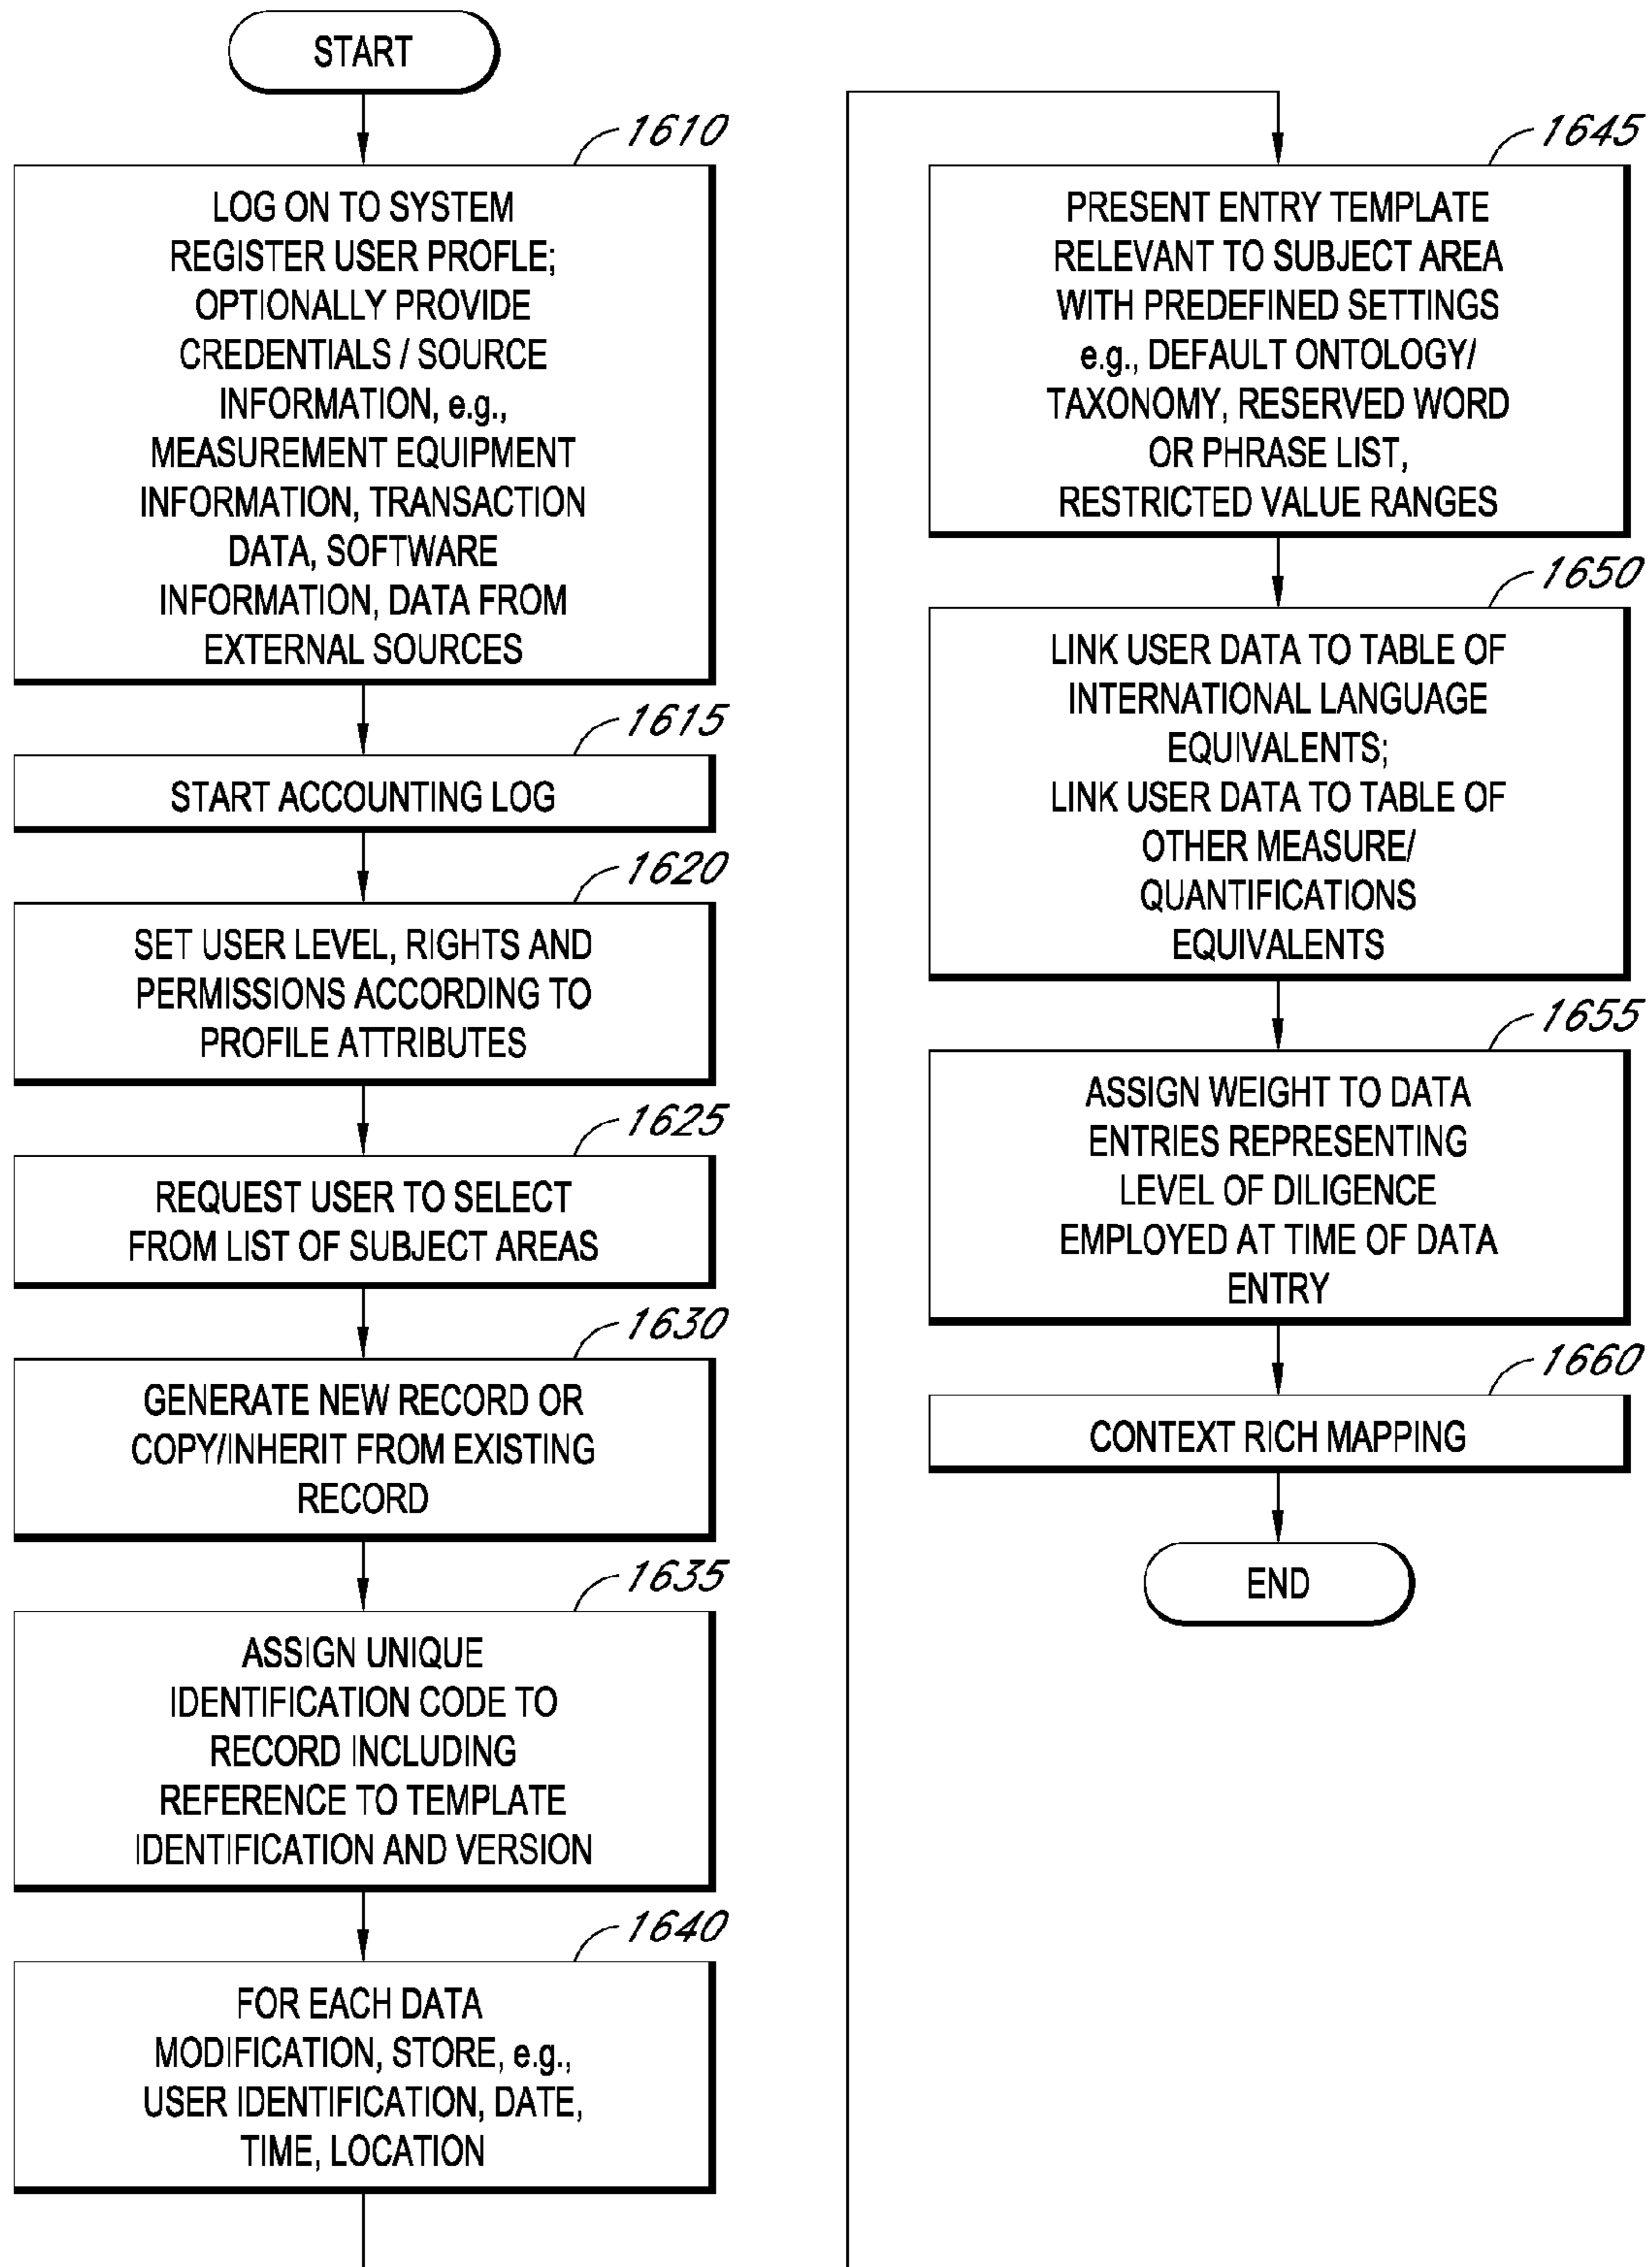 START
1610
LOG ON TO SYSTEM
REGISTER USER PROFLE;
OPTIONALLY PROVIDE
CREDENTIALS / SOURCE
INFORMATION, e.g.,
MEASUREMENT EQUIPMENT
INFORMATION, TRANSACTION
DATA, SOFTWARE
INFORMATION, DATA FROM
EXTERNAL SOURCES
1615
START ACCOUNTING LOG
1620
SET USER LEVEL, RIGHTS AND
PERMISSIONS ACCORDING TO
PROFILE ATTRIBUTES
1625
REQUEST USER TO SELECT
FROM LIST OF SUBJECT AREAS
1630
GENERATE NEW RECORD OR
COPY/INHERIT FROM EXISTING
RECORD
1635
ASSIGN UNIQUE
IDENTIFICATION CODE TO
RECORD INCLUDING
REFERENCE TO TEMPLATE
IDENTIFICATION AND VERSION
1640
FOR EACH DATA
MODIFICATION, STORE, e.g.,
USER IDENTIFICATION, DATE,
TIME, LOCATION
1645
PRESENT ENTRY TEMPLATE
RELEVANT TO SUBJECT AREA
WITH PREDEFINED SETTINGS
e.g., DEFAULT ONTOLOGY/
TAXONOMY, RESERVED WORD
OR PHRASE LIST,
RESTRICTED VALUE RANGES
1650
LINK USER DATA TO TABLE OF
INTERNATIONAL LANGUAGE
EQUIVALENTS;
LINK USER DATA TO TABLE OF
OTHER MEASURE/
QUANTIFICATIONS
EQUIVALENTS
1655
ASSIGN WEIGHT TO DATA
ENTRIES REPRESENTING
LEVEL OF DILIGENCE
EMPLOYED AT TIME OF DATA
ENTRY
1660
CONTEXT RICH MAPPING
END